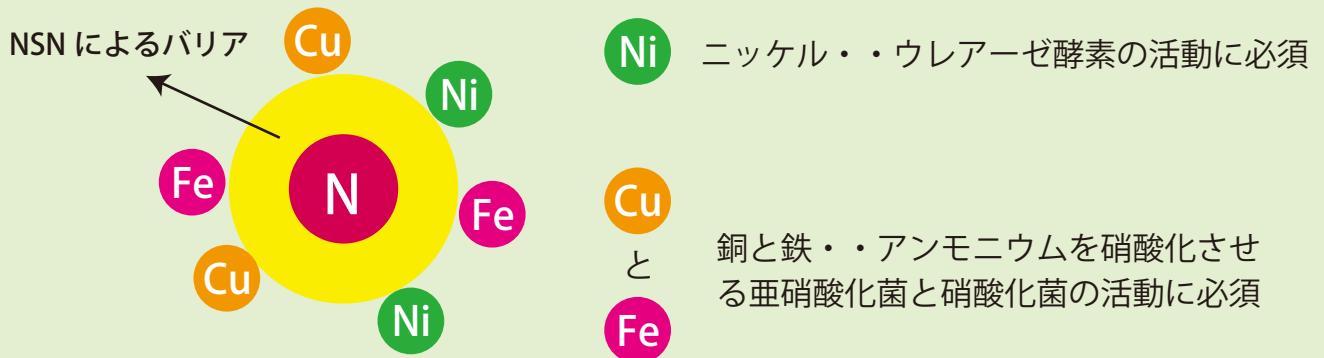 NSN によるバリア
Cu
Ni
Fe
N
Fe
Cu
Ni
Ni
ニッケル・・ウレアーゼ酵素の活動に必須
Cu
と
Fe
銅と鉄・・アンモニウムを硝酸化させ
る亜硝酸化菌と硝酸化菌の活動に必須